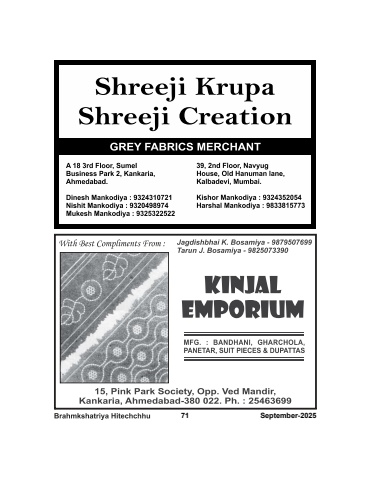 Shreeji Krupa
Shreeji Creation
GREY FABRICS MERCHANT
A 18 3rd Floor, Sumel
Business Park 2, Kankaria,
Ahmedabad.
Dinesh Mankodiya : 9324310721
Nishit Mankodiya : 9320498974
Mukesh Mankodiya : 9325322522
39, 2nd Floor, Navyug
House, Old Hanuman lane,
Kalbadevi, Mumbai.
Kishor Mankodiya : 9324352054
Harshal Mankodiya : 9833815773
With Best Compliments From :
Jagdishbhai K. Bosamiya - 9879507699
Tarun J. Bosamiya - 9825073390
KINJAL
EMPORIUM
MFG. : BANDHANI, GHARCHOLA,
PANETAR, SUIT PIECES & DUPATTAS
15, Pink Park Society, Opp. Ved Mandir,
Kankaria, Ahmedabad-380 022. Ph. : 25463699
Brahmkshatriya Hitechchhu 71 September-2025